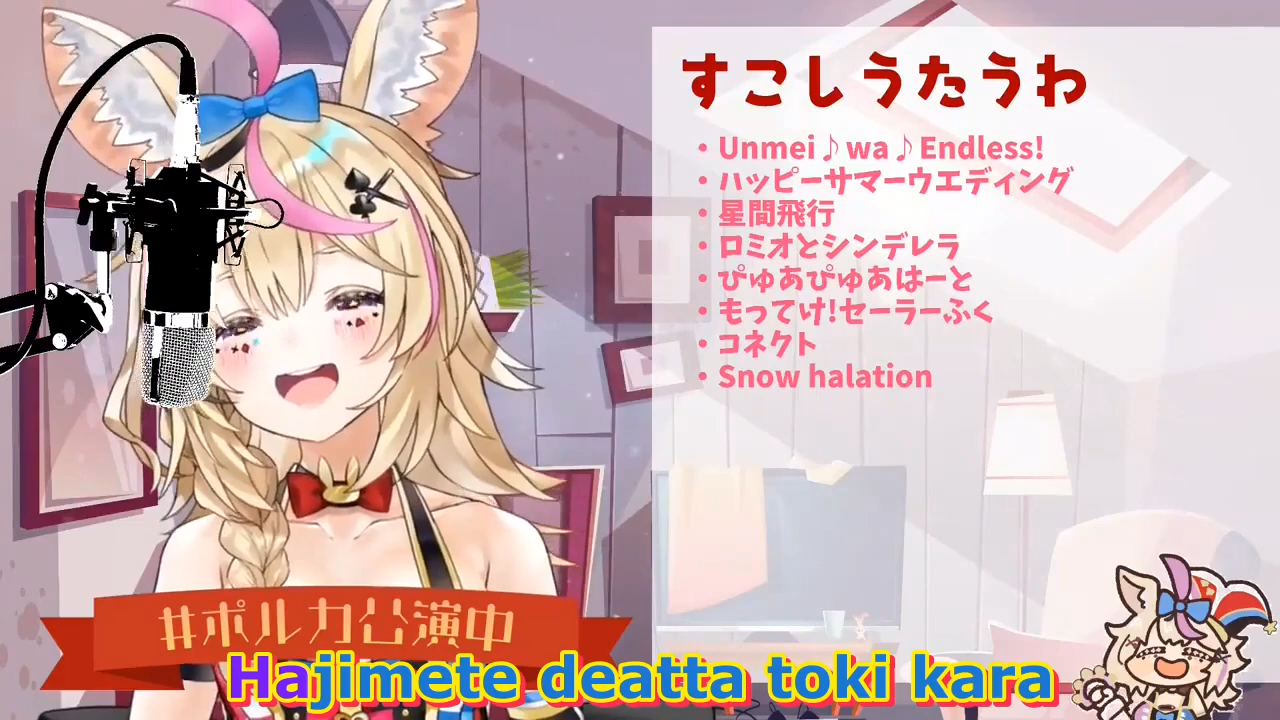 すこしうたうわ
・Unmei♪wa♪Endless!
・ハッピーサマーウエディング
・星間飛行
・ロミオとシンデレラ
・ぴゅあぴゅあはーと
・もってけ!セーラーふく
・コネクト
・Snow halation
#ポルカ公演中
Hajimete deatta toki kara